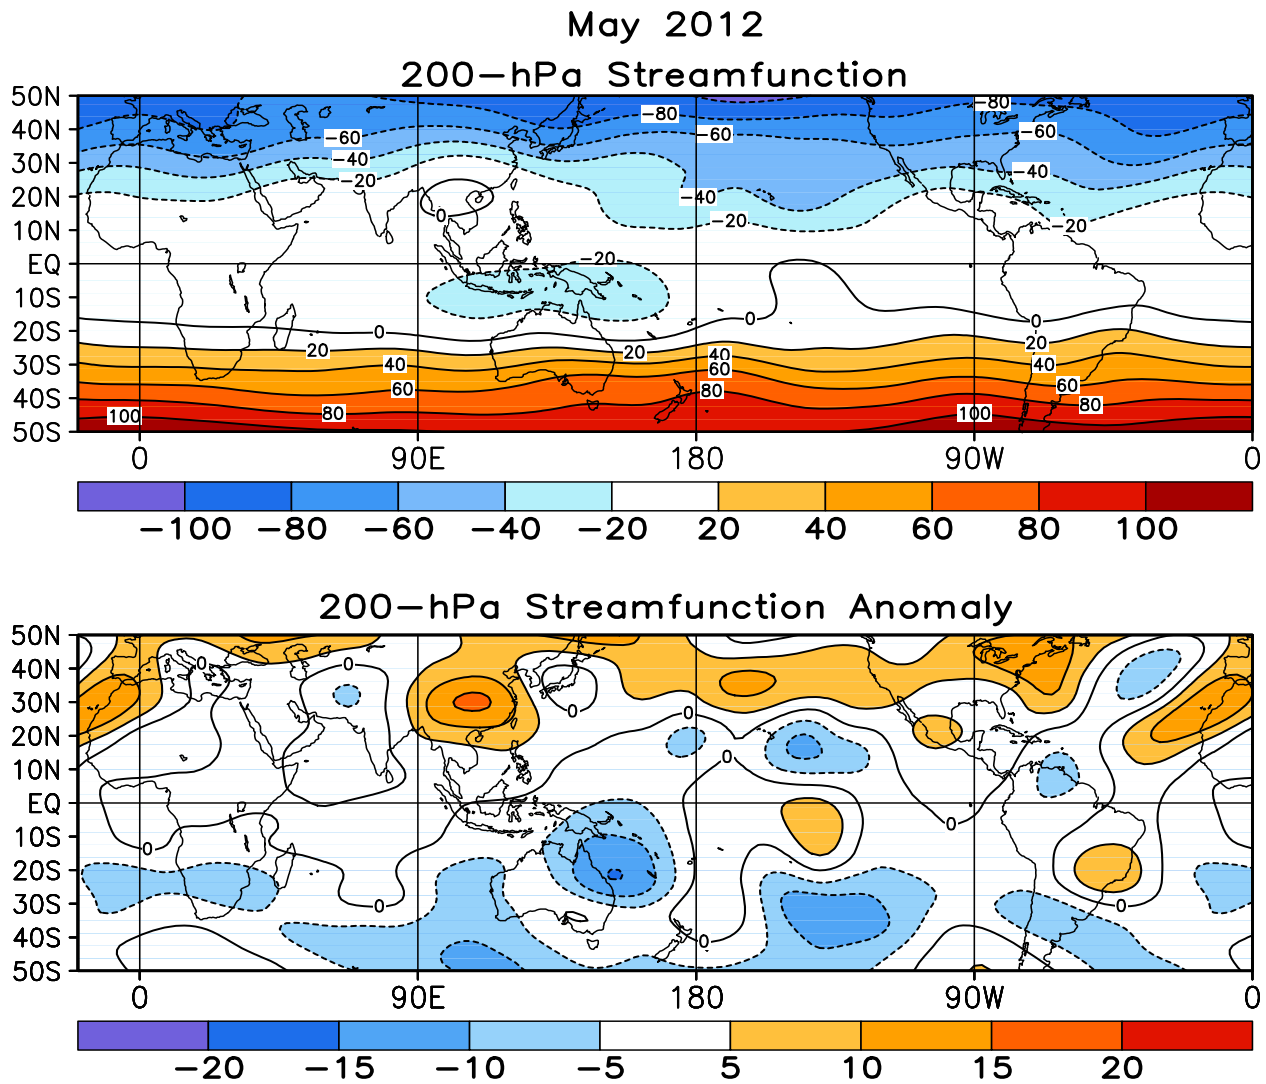 May 2012
200-hPa Streamfunction
50N
40N
30N
20N
10N
EQ
10S
20S
30S
40S
50S
-80
-80
-60
-60
-60
-40
-40
-20
-40
0
-20
-20
-20
0
0
0
20
20
20
40
40
40
60
60
60
80
80
80
100
100
0 90E 180 90W 0
-100 -80 -60 -40 -20 20 40 60 80 100
200-hPa Streamfunction Anomaly
50N
40N
30N
20N
10N
EQ
10S
20S
30S
40S
50S
0
0
0
0
0
0
0
0
0
0
0 90E 180 90W 0
-20 -15 -10 -5 5 10 15 20